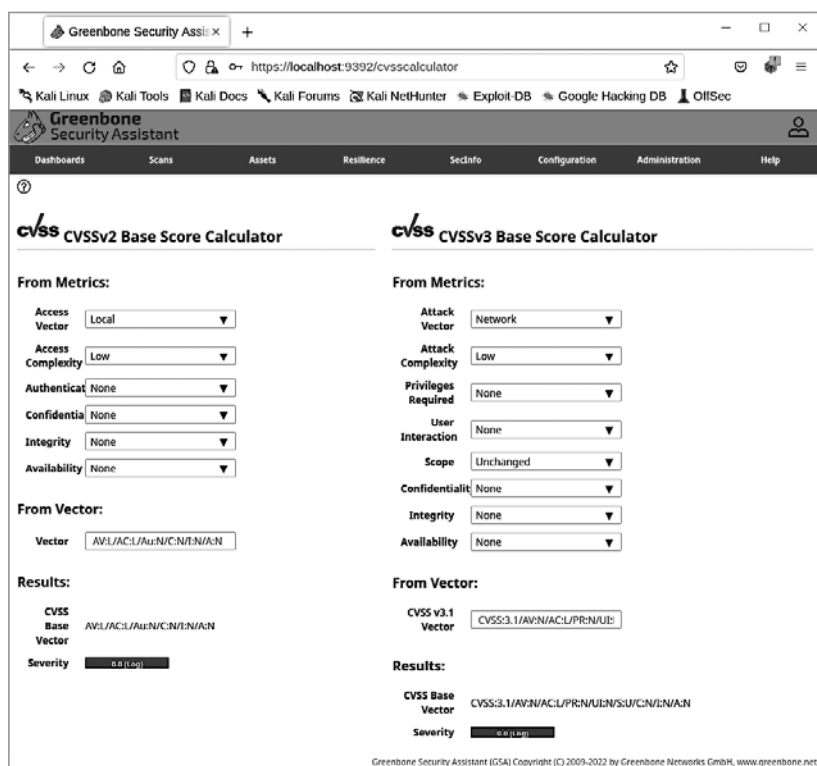 Greenbone Security Assis
https://localhost:9392/cvsscalculator
Kali Linux Kali Tools Kali Docs Kali Forums Kali NetHunter Exploit-DB Google Hacking DB OffSec
Greenbone
Security Assistant
Dashboards Scans Assets Resilience SecInfo Configuration Administration Help
CVSS CVSSv2 Base Score Calculator
From Metrics:
Access Vector Local
Access Complexity Low
Authenticat None
Confidentia None
Integrity None
Availability None
From Vector:
Vector AV:L/AC:L/Au:N/C:N/I:N/A:N
Results:
CVSS Base Vector AV:L/AC:L/Au:N/C:N/I:N/A:N
Severity 0.0 (Log)
CVSS CVSSv3 Base Score Calculator
From Metrics:
Attack Vector Network
Attack Complexity Low
Privileges Required None
User Interaction None
Scope Unchanged
Confidentialit None
Integrity None
Availability None
From Vector:
CVSS v3.1 Vector CVSS:3.1/AV:N/AC:L/PR:N/UI:
Results:
CVSS Base Vector CVSS:3.1/AV:N/AC:L/PR:N/UI:N/S:U/C:N/I:N/A:N
Severity 0.0 (Log)
Greenbone Security Assistant (GSA) Copyright (C) 2009-2022 by Greenbone Networks GmbH, www.greenbone.net